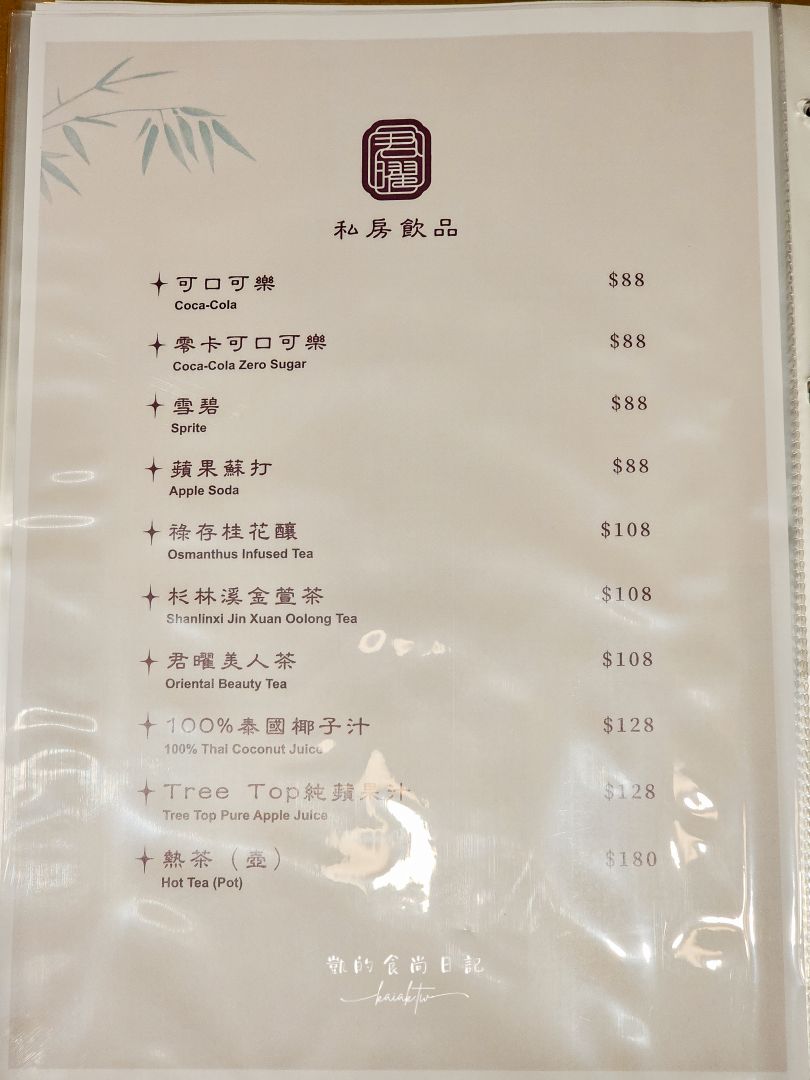 君曜
私房飲品
可口可樂 $88
Coca-Cola
零卡可口可樂 $88
Coca-Cola Zero Sugar
雪碧 $88
Sprite
蘋果蘇打 $88
Apple Soda
祿存桂花釀 $108
Osmanthus Infused Tea
杉林溪金萱茶 $108
Shanlinxi Jin Xuan Oolong Tea
君曜美人茶 $108
Oriental Beauty Tea
100%泰國椰子汁 $128
100% Thai Coconut Juice
Tree Top純蘋果汁 $128
Tree Top Pure Apple Juice
熱茶（壺） $180
Hot Tea (Pot)
凱的食尚日記
kaiak.tw